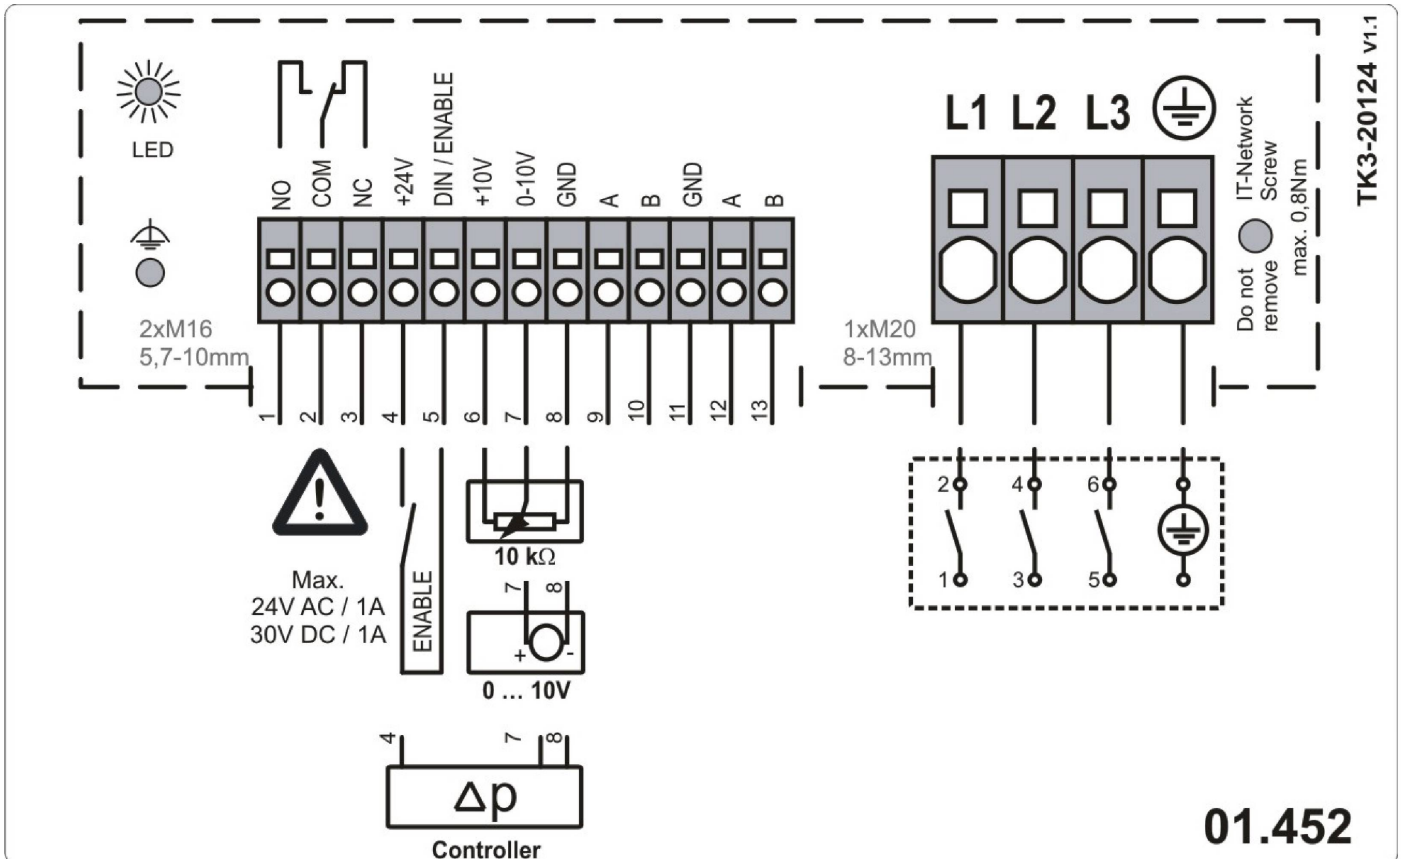 TK3-20124 V1.1
LED
NO
COM
NC
+24V
DIN / ENABLE
+10V
0-10V
GND
A
B
GND
A
B
L1 L2 L3
IT-Network
Screw
Do not
remove
max. 0,8Nm
2xM16
5,7-10mm
1xM20
8-13mm
1 2 3 4 5 6 7 8 9 10 11 12 13
!
Max.
24V AC / 1A
30V DC / 1A
ENABLE
10 kΩ
7 8
+ -
0 ... 10V
4 7 8
Δp
Controller
2 4 6
1 3 5
01.452